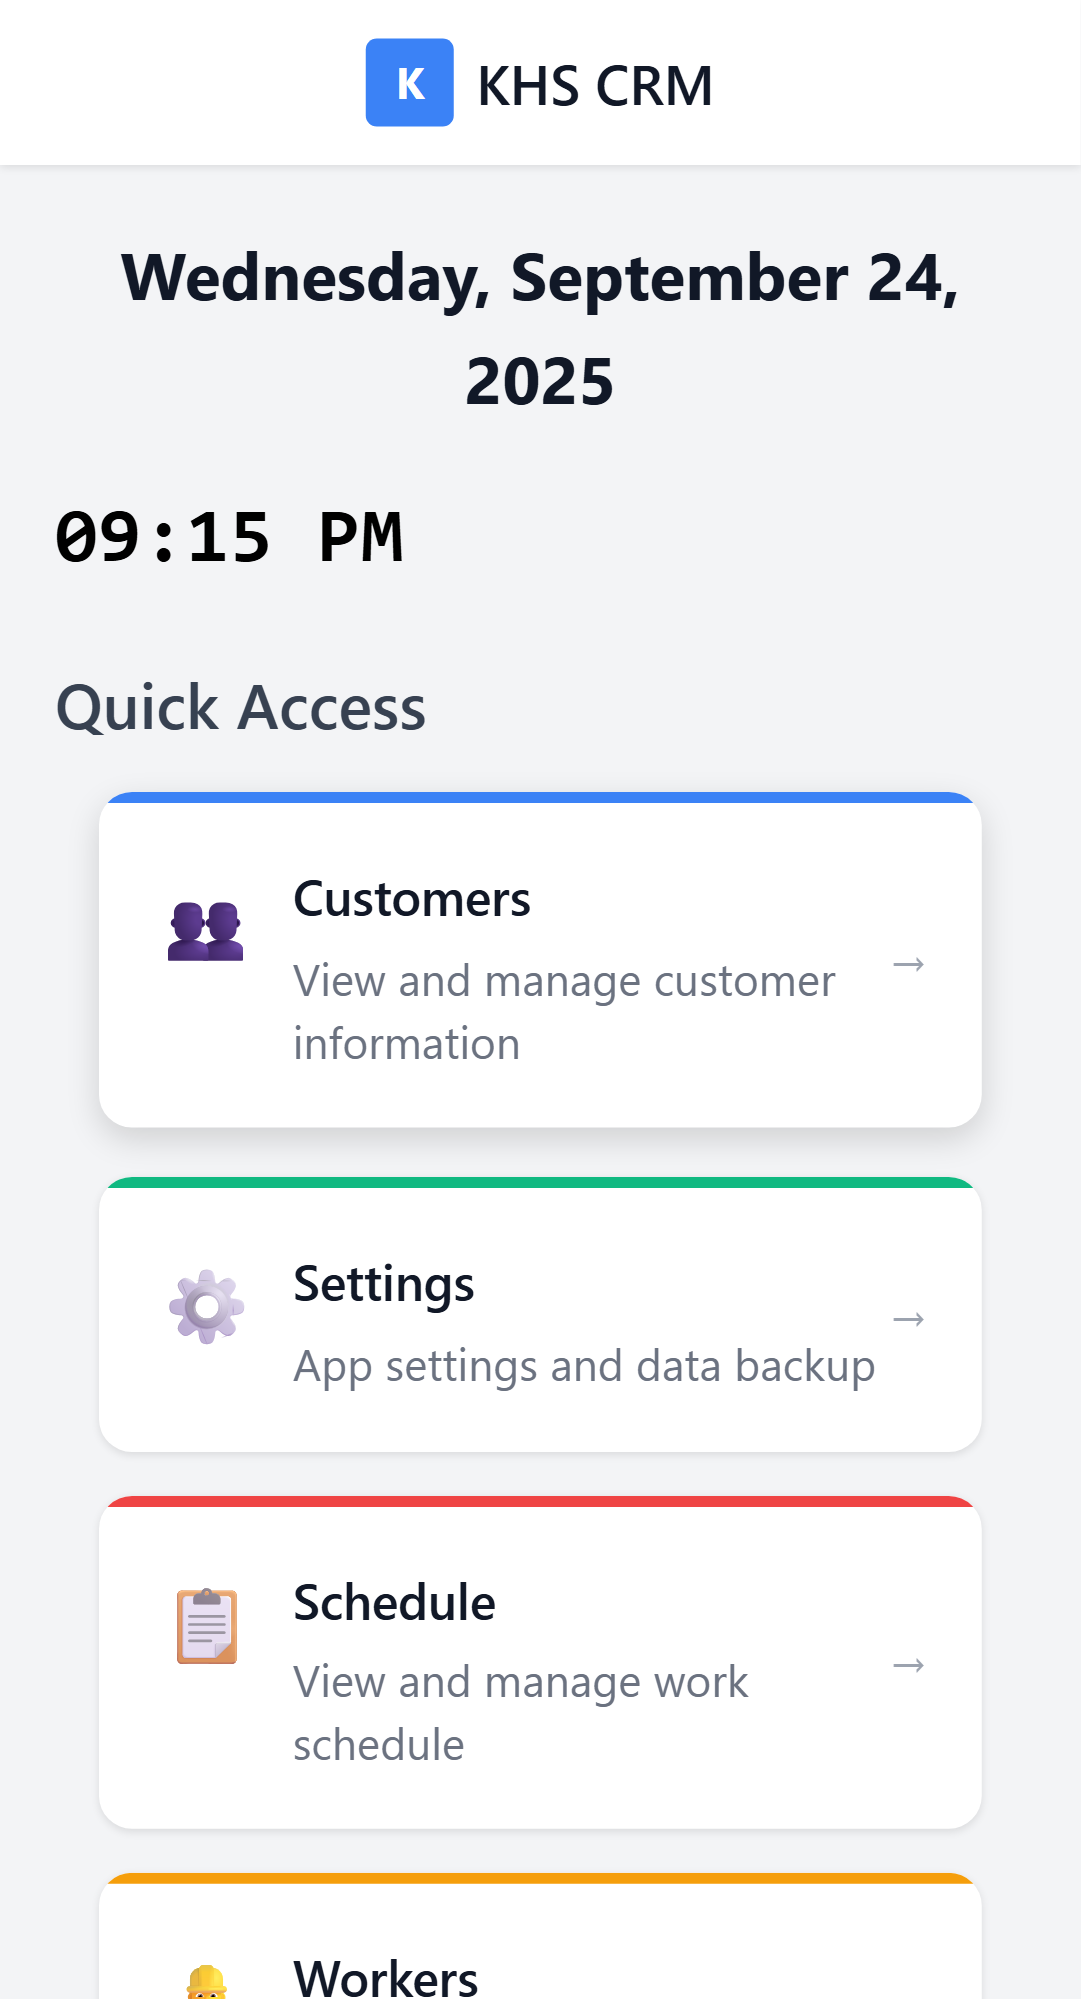 K KHS CRM
Wednesday, September 24,
2025
09:15 PM
Quick Access
Customers
View and manage customer
information
→
Settings
App settings and data backup
→
Schedule
View and manage work
schedule
→
Workers